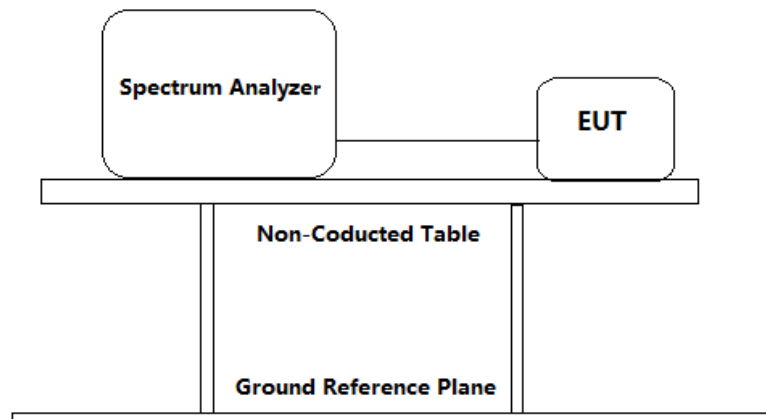 Spectrum Analyzer
EUT
Non-Coducted Table
Ground Reference Plane